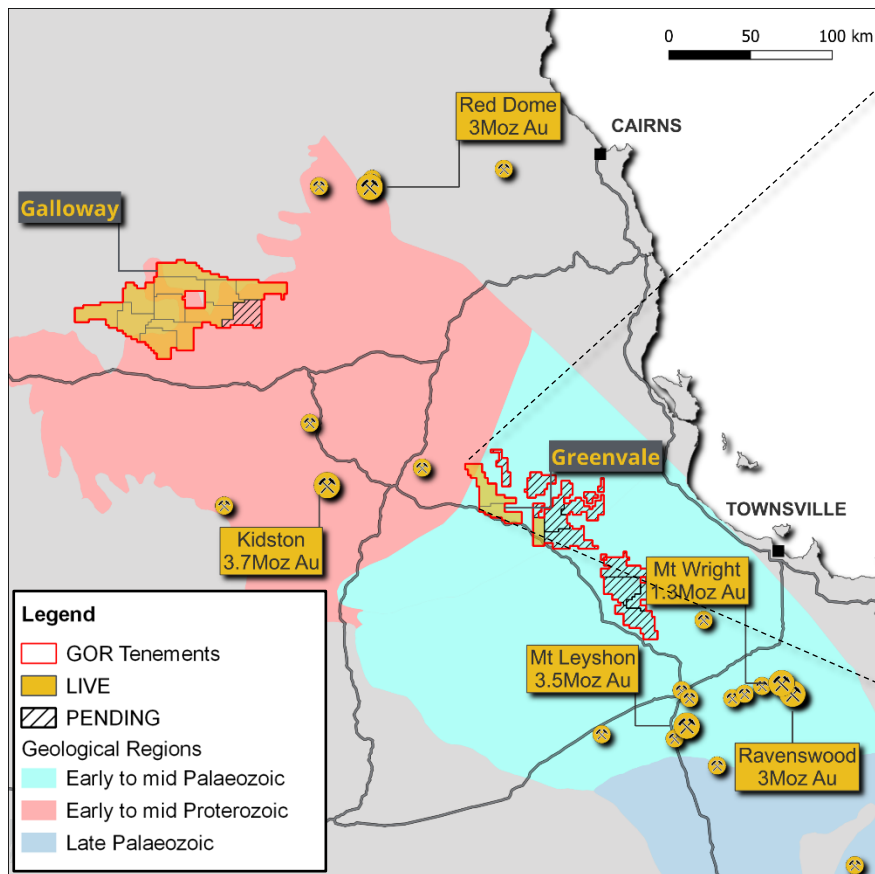 0 50 100 km
Red Dome
3Moz Au
CAIRNS
Galloway
Greenvale
TOWNSVILLE
Kidston
3.7Moz Au
Mt Wright
1.3Moz Au
Mt Leyshon
3.5Moz Au
Ravenswood
3Moz Au
Legend
GOR Tenements
LIVE
PENDING
Geological Regions
Early to mid Palaeozoic
Early to mid Proterozoic
Late Palaeozoic